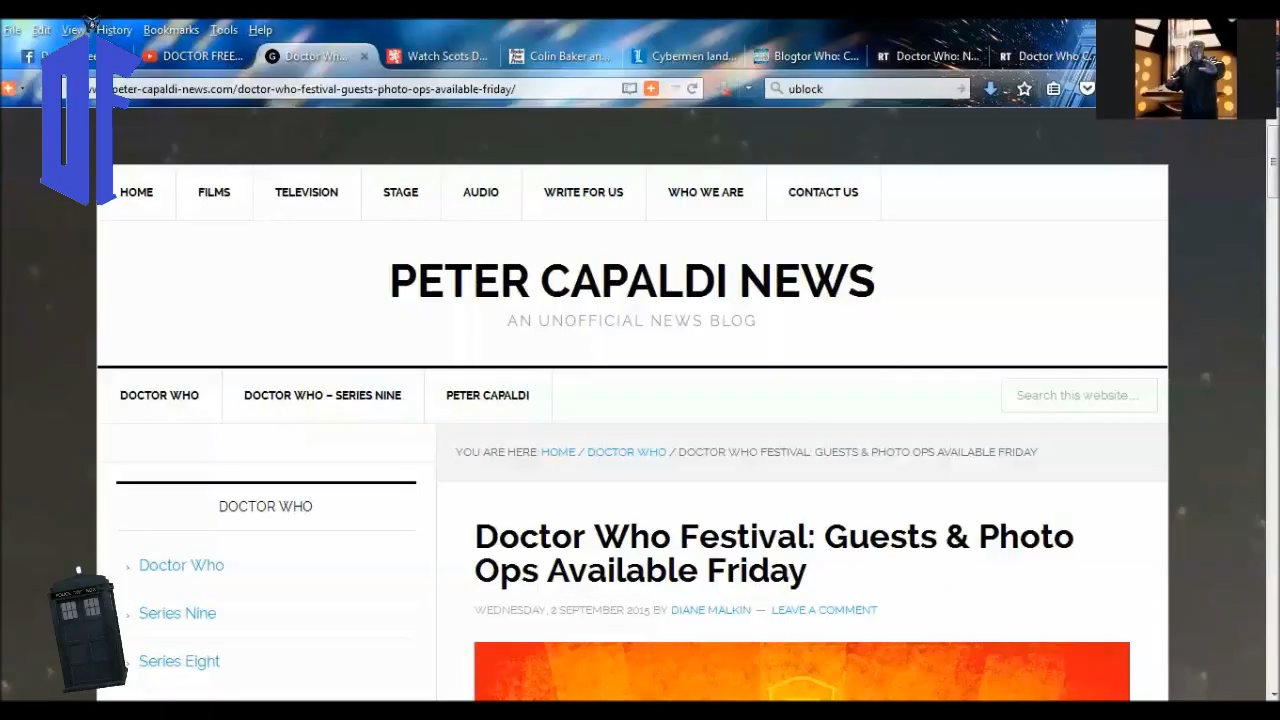 File Edit View History Bookmarks Tools Help
DOCTOR FREE... Doctor Wh... Watch Scots D... Colin Baker an... Cybermen land... Blogtor Who: C... RT Doctor Who: N... RT Doctor Who C
peter-capaldi-news.com/doctor-who-festival-guests-photo-ops-available-friday/ ublock
DF
HOME FILMS TELEVISION STAGE AUDIO WRITE FOR US WHO WE ARE CONTACT US
PETER CAPALDI NEWS
AN UNOFFICIAL NEWS BLOG
DOCTOR WHO DOCTOR WHO – SERIES NINE PETER CAPALDI Search this website....
YOU ARE HERE: HOME / DOCTOR WHO / DOCTOR WHO FESTIVAL: GUESTS & PHOTO OPS AVAILABLE FRIDAY
DOCTOR WHO
Doctor Who Festival: Guests & Photo
Ops Available Friday
Doctor Who
WEDNESDAY, 2 SEPTEMBER 2015 BY DIANE MALKIN — LEAVE A COMMENT
Series Nine
Series Eight